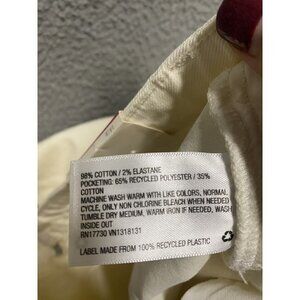 98% COTTON / 2% ELASTANE
POCKETING: 65% RECYCLED POLYESTER / 35%
COTTON
MACHINE WASH WARM WITH LIKE COLORS, NORMAL
CYCLE, ONLY NON CHLORINE BLEACH WHEN NEED
TUMBLE DRY MEDIUM, WARM IRON IF NEEDED, WASH
INSIDE OUT
RN17730 VN1318131
LABEL MADE FROM 100% RECYCLED PLASTIC